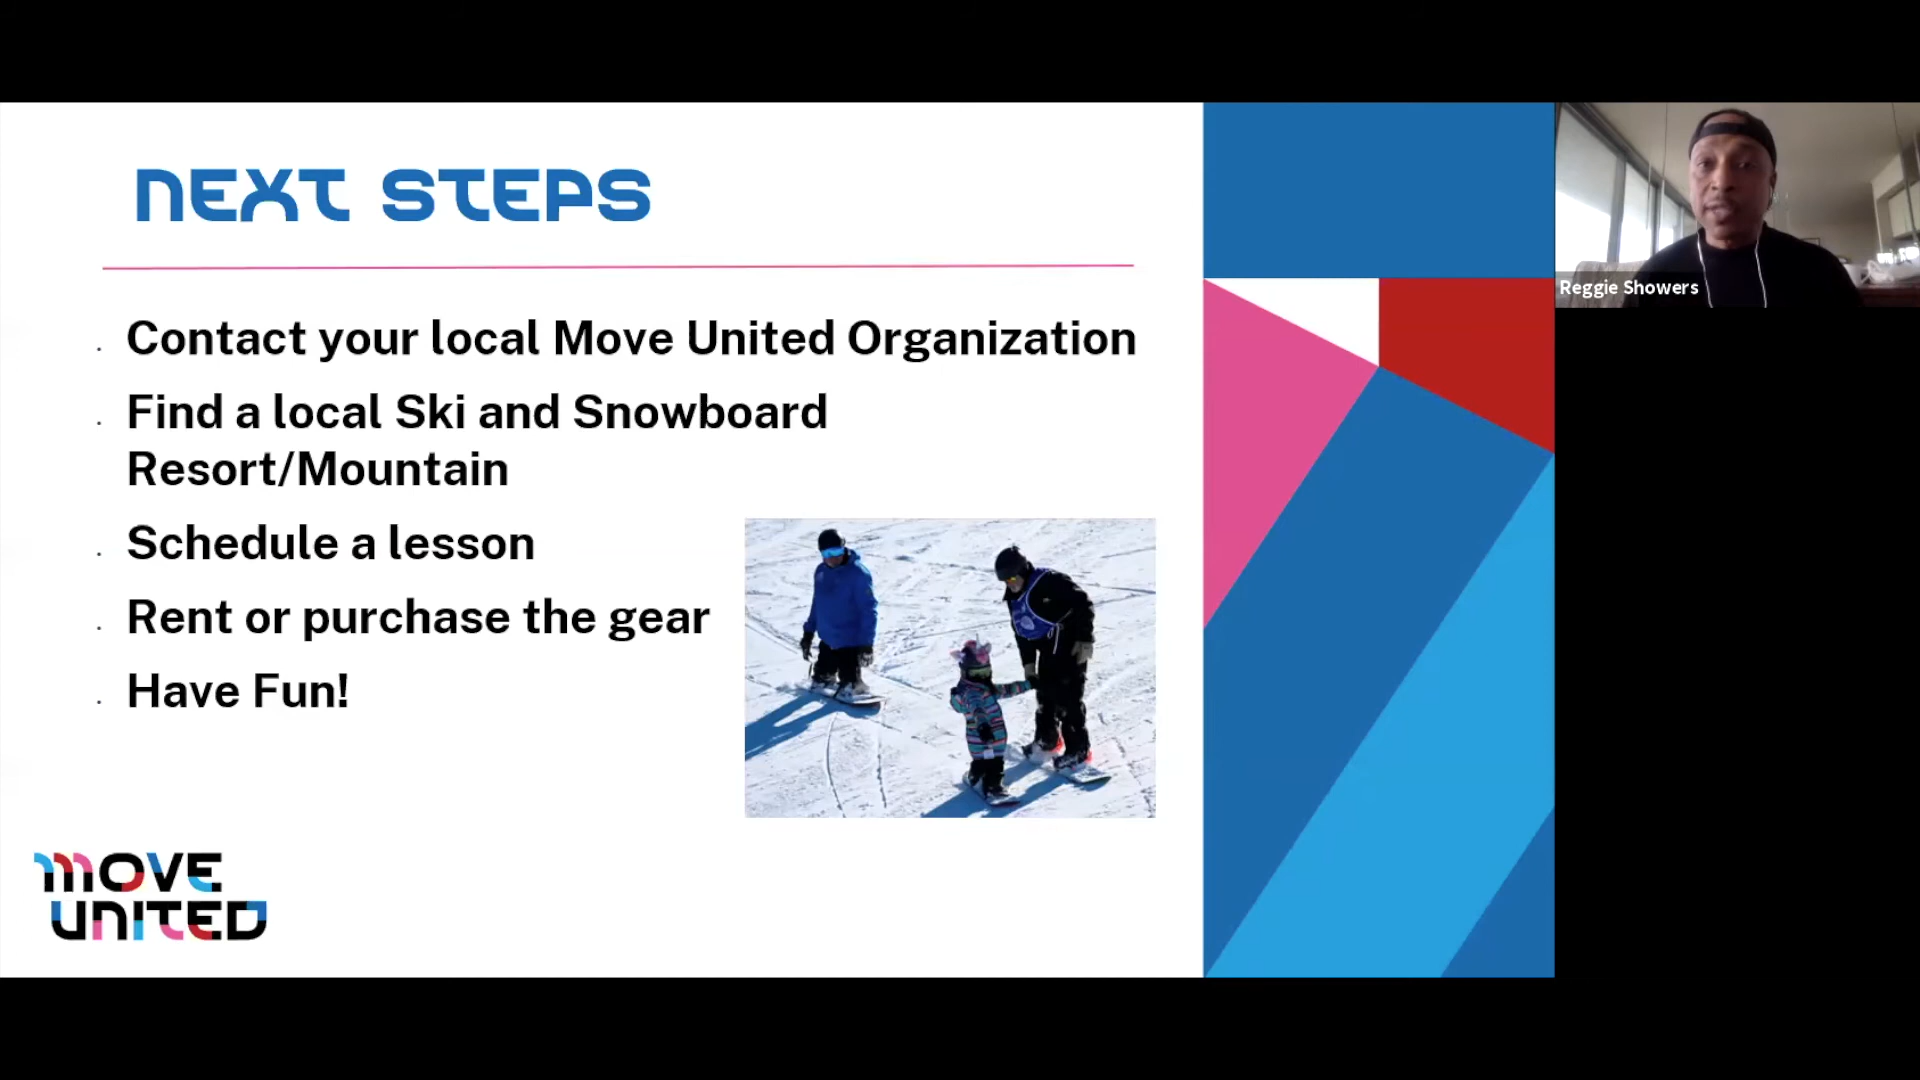 NEXT STEPS
Contact your local Move United Organization
Find a local Ski and Snowboard
Resort/Mountain
Schedule a lesson
Rent or purchase the gear
Have Fun!
MOVE
UNITED
Reggie Showers